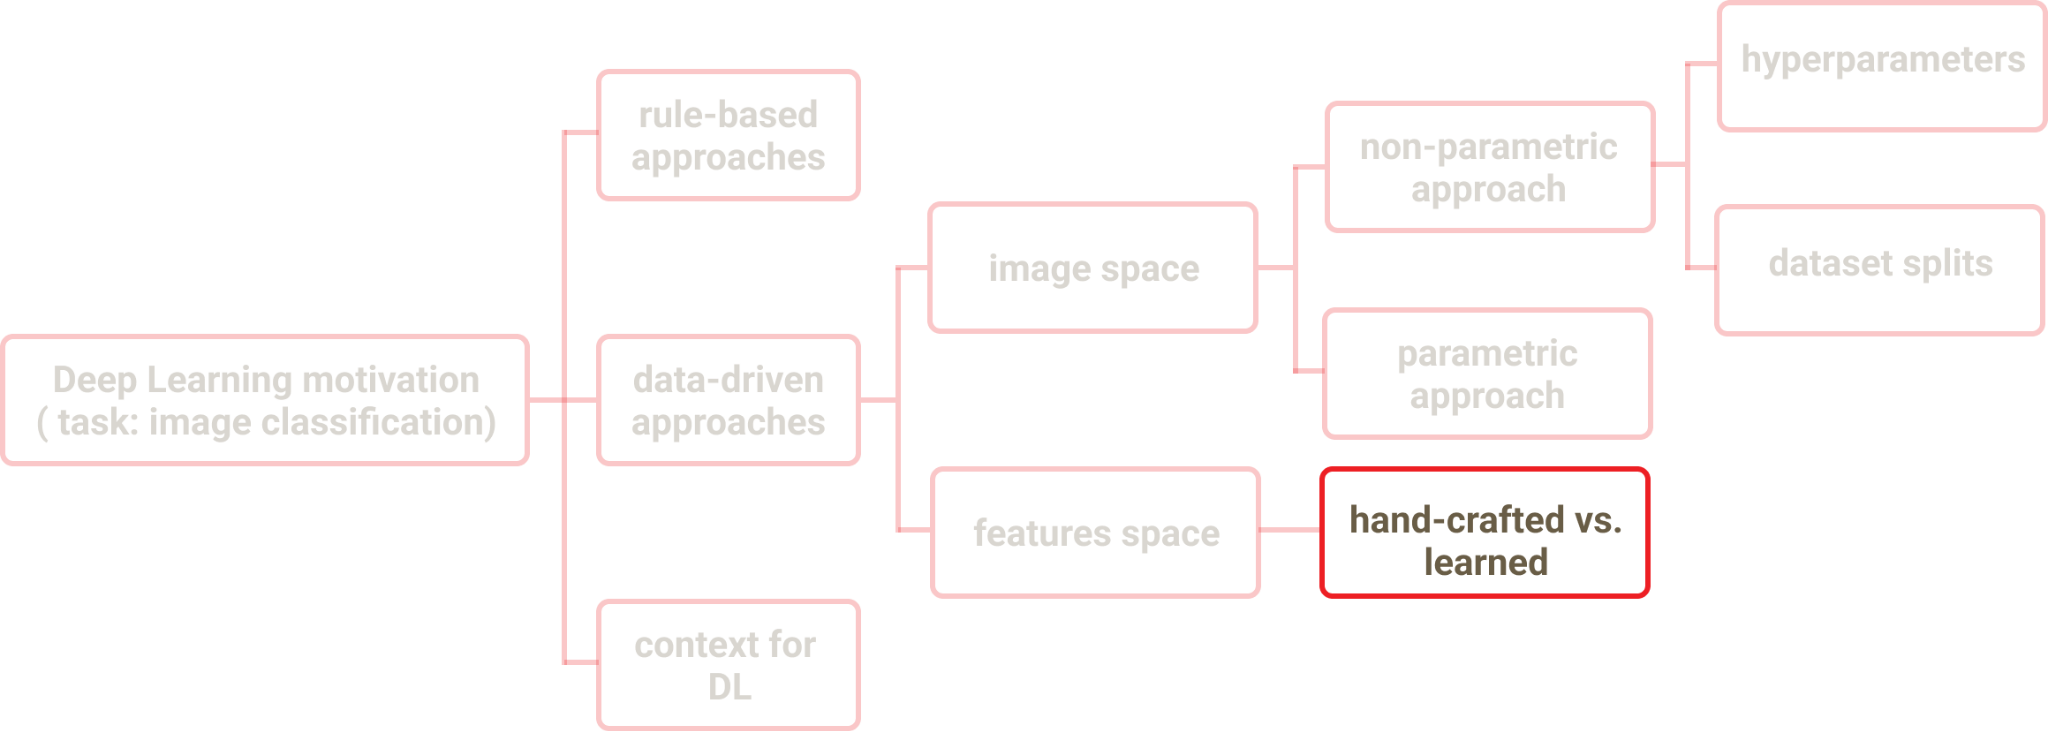 Deep Learning motivation
( task: image classification)
rule-based
approaches
data-driven
approaches
context for
DL
image space
features space
non-parametric
approach
parametric
approach
hand-crafted vs.
learned
hyperparameters
dataset splits